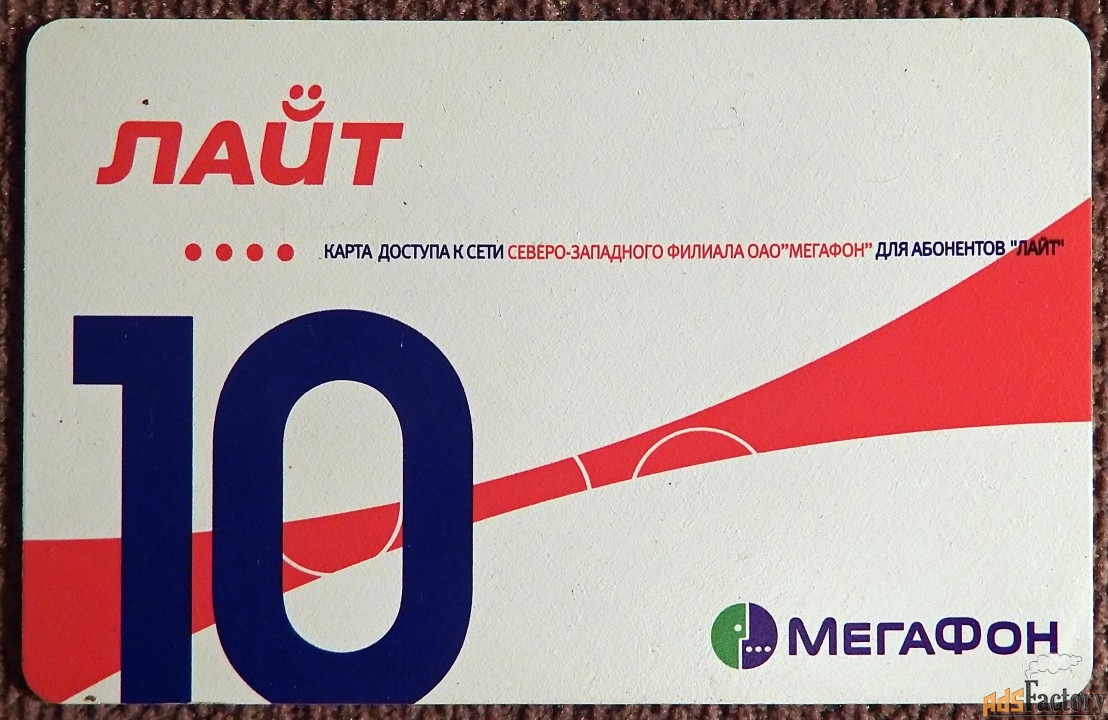 ЛАЙТ
КАРТА ДОСТУПА К СЕТИ СЕВЕРО-ЗАПАДНОГО ФИЛИАЛА ОАО"МЕГАФОН" ДЛЯ АБОНЕНТОВ "ЛАЙТ"
10
МЕГАФОН
AdsFactory